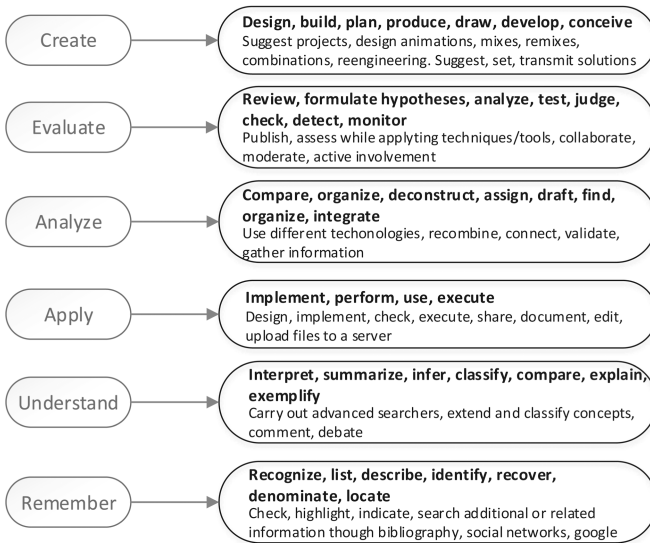 Create
Design, build, plan, produce, draw, develop, conceive
Suggest projects, design animations, mixes, remixes,
combinations, reengineering. Suggest, set, transmit solutions
Evaluate
Review, formulate hypotheses, analyze, test, judge,
check, detect, monitor
Publish, assess while applyting techniques/tools, collaborate,
moderate, active involvement
Analyze
Compare, organize, deconstruct, assign, draft, find,
organize, integrate
Use different techonologies, recombine, connect, validate,
gather information
Apply
Implement, perform, use, execute
Design, implement, check, execute, share, document, edit,
upload files to a server
Understand
Interpret, summarize, infer, classify, compare, explain,
exemplify
Carry out advanced searchers, extend and classify concepts,
comment, debate
Remember
Recognize, list, describe, identify, recover,
denominate, locate
Check, highlight, indicate, search additional or related
information though bibliography, social networks, google